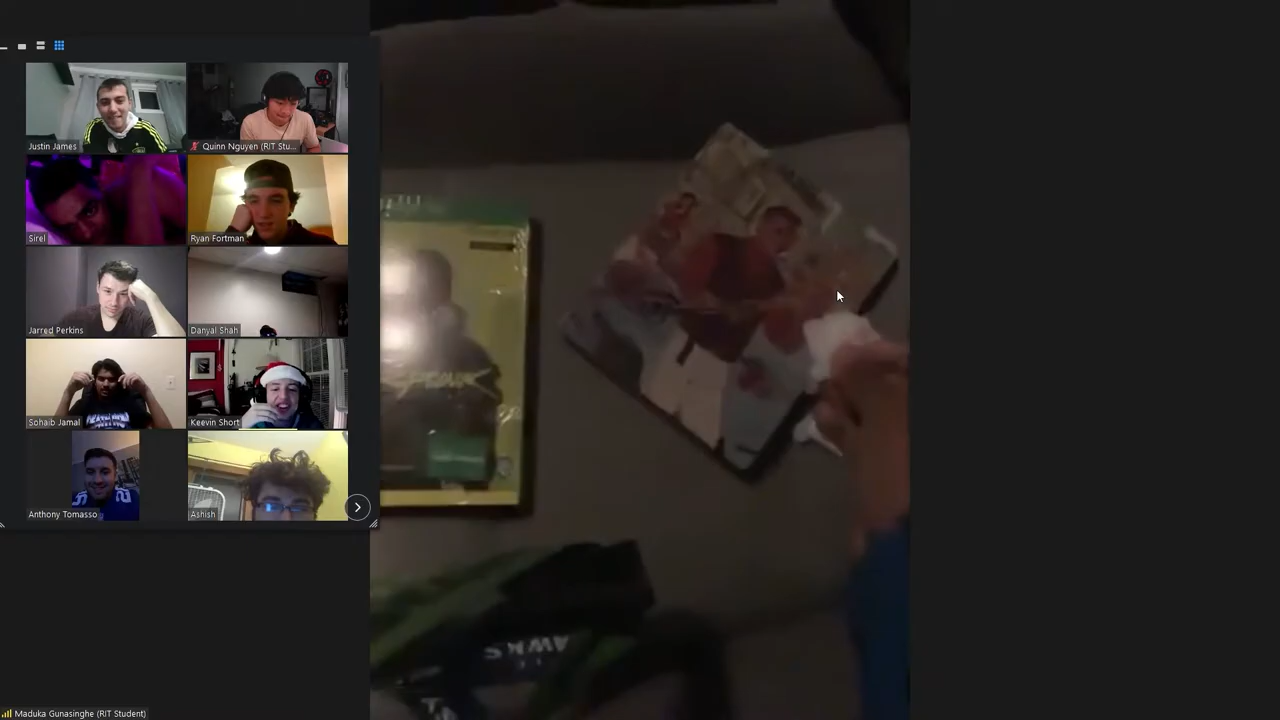 Justin James
Quinn Nguyen (RIT Stu...
Sirel
Ryan Fortman
Jarred Perkins
Danyal Shah
Sohaib Jamal
Keevin Short
Anthony Tomasso
Ashish
Maduka Gunasinghe (RIT Student)